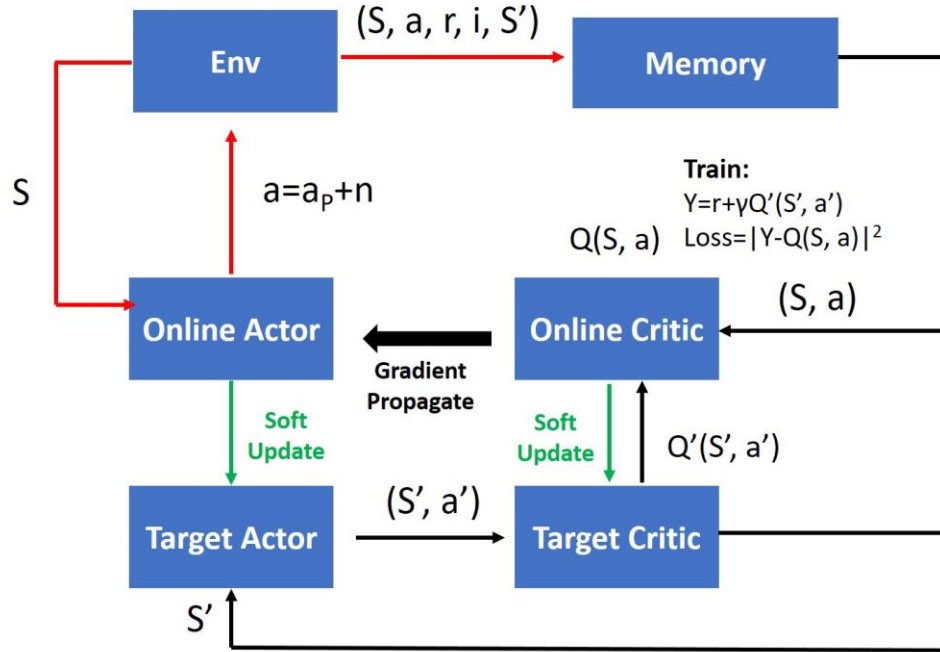 (S, a, r, i, S’)
Env
Memory
S
a=aₚ+n
Train:
Y=r+γQ’(S’, a’)
Q(S, a)
Loss=|Y-Q(S, a)|²
(S, a)
Online Actor
Online Critic
Gradient
Propagate
Soft
Update
Soft
Update
Q’(S’, a’)
(S’, a’)
Target Actor
Target Critic
S’